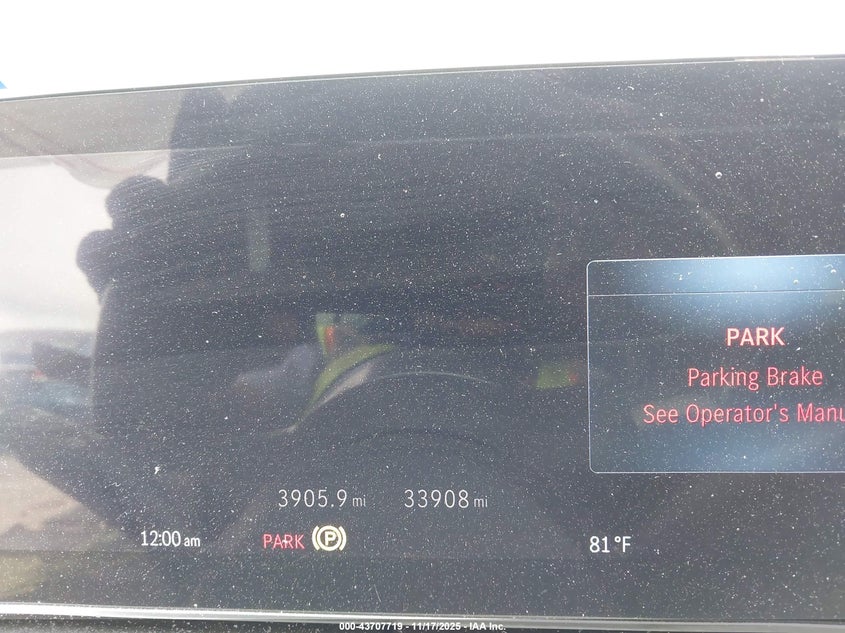 PARK
Parking Brake
See Operator's Manu
3905.9 mi 33908 mi
12:00 am PARK P 81 °F
000-43707719 - 11/17/2025 - IAA Inc.